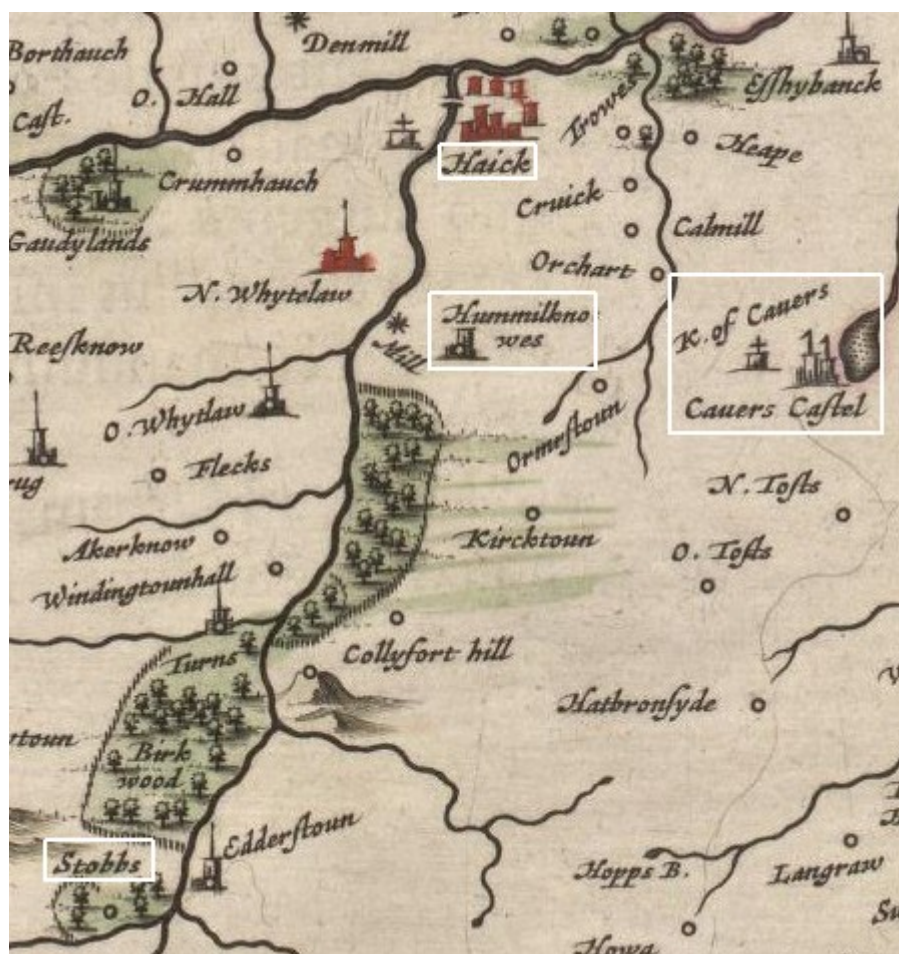 Borthauch
Denmill
O. Hall
Esshybanck
Cast.
Trowes
Haick
Heape
Crummhauch
Cruick
Calmill
Gaudylands
Orchart
N. Whytelaw
K. of Cauers
Hummilkno
wes
Reesknow
Mill
Cauers Castel
O. Whytlaw
Ormestoun
Flecks
N. Tosts
Kircktoun
Akerknow
O. Tosts
Windingtounhall
Turns
Collyfort hill
Hatbronsyde
Birk
wood
Edderstoun
Stobbs
Hopps B.
Langraw
Howa